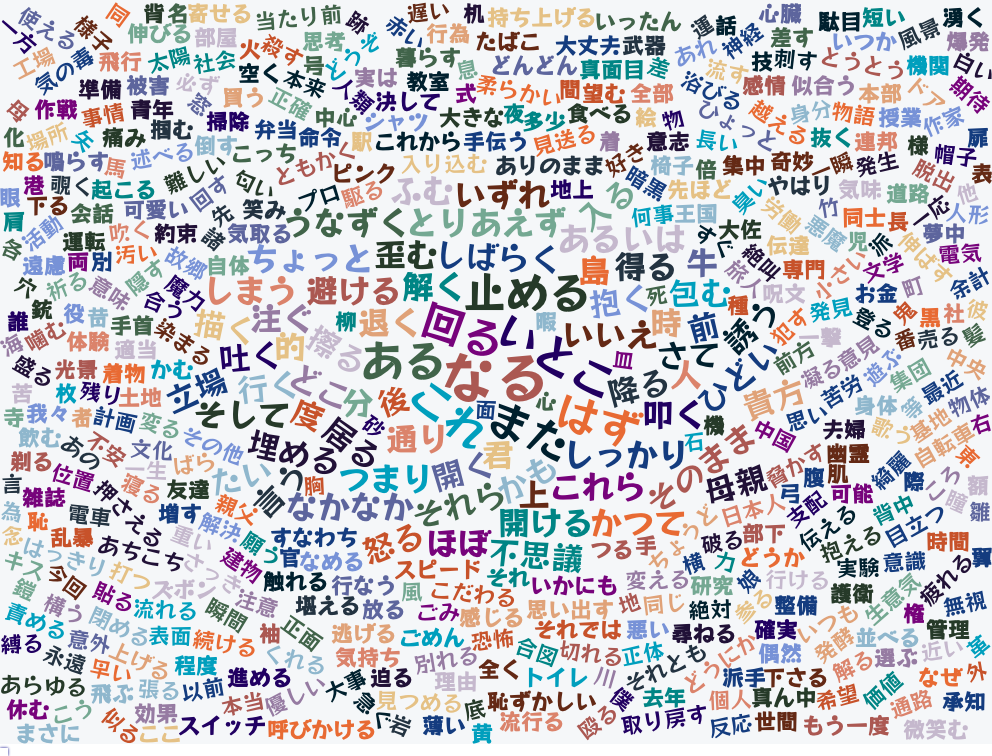 使える
一方
様子
同
背名
寄せる
当たり前
跡
赤い
遅い
机
持ち上げる
いったん
運
話
心臓
駄目
短い
湧く
伸びる
部屋
行為
たばこ
大丈夫
武器
神経
あれ
差す
いつか
風景
爆発
工場
気の毒
飛行
太陽
社会
火
殺す
思考
号
暮らす
どんどん
真面目
差
流す
技
刺す
とうとう
機関
白い
準備
被害
必ず
空く
本来
実は
教室
息
柔らかい
間
望む
全部
浴びる
感情
似合う
本部
ドア
期待
母
作戦
事情
青年
惑
買う
正確
中心
人類
決して
式
大きな
夜
多少
食べる
絵
物
ひょっと
越える
身分
物語
授業
作家
化
場所
矢
痛み
掴む
掃除
弁当
命令
シャツ
駅
これから
手伝う
見送る
着
意志
長い
抜く
連邦
様
扉
知る
鳴らす
馬
述べる
倒す
こっち
ともかく
ピンク
入り込む
ありのまま
好き
椅子
倍
集中
奇妙
一瞬
発生
帽子
表
眼
港
覗く
起こる
難しい
回す
匂い
プロ
駆る
ふむ
いずれ
地上
暗黒
先ほど
臭い
やはり
気味
道路
脱出
他
肩
下る
会話
可愛い
先
笑み
うなずく
とりあえず
入る
何事
王国
労働
竹
同士
長
一応
人形
各
活動
運転
吹く
約束
諸
気取る
あるいは
すぐ
大佐
悪魔
児
派
夢中
遠慮
両
別
汚い
故郷
自体
ちょっと
歪む
しばらく
島
得る
牛
絶叫
伝達
伸ばす
電気
穴
祈る
意味
隠す
魔力
しまう
避ける
解く
止める
抱く
死
包む
種
旅人
呪文
専門
小さい
文学
余計
銃
役
昔
手首
合う
描く
注ぐ
柳
退く
回る
い
暇
いいえ
時
前
誘う
犯す
発見
登る
お金
町
鬼
黒
社
彼
誰
海
噛む
体験
適当
染まる
吐く
的
擦る
ある
とこ
皿
さて
ひどい
前方
一撃
凝る
意見
番
売る
髪
盛る
光景
着物
かむ
立場
行く
どこ
分
後
なる
心
降る
人
貴方
思い
苦労
遊ぶ
集団
最近
中央
苦
枚
残り
土地
そして
度
居る
砂
くれ
そ
面
また
はず
叩く
機
中国
身体
等
基地
物体
右
寺
我々
者
計画
変る
その他
埋める
通り
しっかり
石
そのまま
夫婦
歌う
自転車
飲む
あの
不安
文化
一生
ばら
たい
言う
胸
つまり
開く
君
かも
母親
脅かす
幽霊
肌
東
剃る
位置
押さえる
寝る
友達
親父
なかなか
それら
上
これら
日本人
弓
腹
可能
綺麗
際
ころ
額
言
雑誌
電車
増す
解決
開ける
かつて
ちょうど
支配
伝える
背中
目立つ
瞳
雛
為
恥
乱暴
あちこち
重い
願う
官
すなわち
なめる
怒る
ほぼ
不思議
つる
手
破る
部下
抱える
時間
翼
念
はっきり
打つ
さっき
建物
触れる
行なう
スピード
それ
いかにも
変える
横
力
どうか
実験
意識
疲れる
キス
今回
貼る
ズボン
注意
堪える
放る
風
こだわる
研究
娘
行ける
護衛
生意気
無視
鏡
構う
閉める
流れる
瞬間
正面
ごみ
感じる
思い出す
地
同じ
絶対
参る
整備
いつも
権
責める
意外
表面
続ける
袖
逃げる
ごめん
恐怖
それでは
悪い
尋ねる
確実
発酵
並べる
管理
縛る
永遠
早い
上げる
程度
くれる
気持ち
別れる
合図
切れる
正体
それとも
どうにか
偶然
解る
選ぶ
近い
革
あらゆる
飛ぶ
張る
以前
進める
大事
迫る
理由
全く
トイレ
川
僕
派手
下さる
価値
なぜ
外
休む
こう
似る
効果
本当
優しい
急ぐ
見つめる
底
恥ずかしい
去年
個人
真ん中
希望
通路
承知
まさに
ここ
スイッチ
呼びかける
岩
薄い
黄
流行る
殴る
取り戻す
反応
世間
もう一度
微笑む